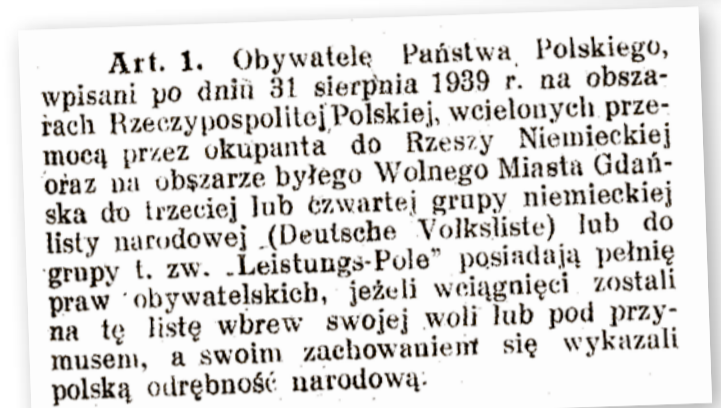 Art. 1. Obywatele Państwa Polskiego,
wpisani po dniu 31 sierpnia 1939 r. na obsza-
rach Rzeczypospolitej Polskiej, wcielonych prze-
mocą przez okupanta do Rzeszy Niemieckiej
oraz na obszarze byłego Wolnego Miasta Gdań-
ska do trzeciej lub czwartej grupy niemieckiej
listy narodowej (Deutsche Volksliste) lub do
grupy t. zw. „Leistungs-Pole” posiadają pełnię
praw obywatelskich, jeżeli wciągnięci zostali
na tę listę wbrew swojej woli lub pod przy-
musem, a swoim zachowaniem się wykazali
polską odrębność narodową.